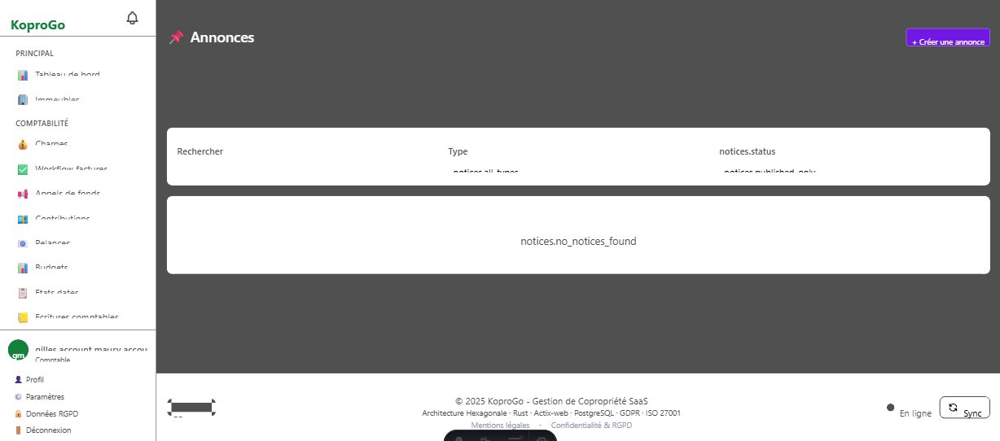 KoproGo
PRINCIPAL
Tableau de bord
Immeubles
COMPTABILITÉ
Charges
Workflow factures
Appels de fonds
Contributions
Relances
Budgets
Etats dates
Ecritures comptables
gilles account maury accou
gm
Comptable
Profil
Paramètres
Données RGPD
Déconnexion
Annonces
+ Créer une annonce
Rechercher
Type
notices.status
notices.all_types
notices.published_only
notices.no_notices_found
© 2025 KoproGo - Gestion de Copropriété SaaS
Architecture Hexagonale · Rust · Actix-web · PostgreSQL · GDPR · ISO 27001
Mentions légales · Confidentialité & RGPD
En ligne
Sync